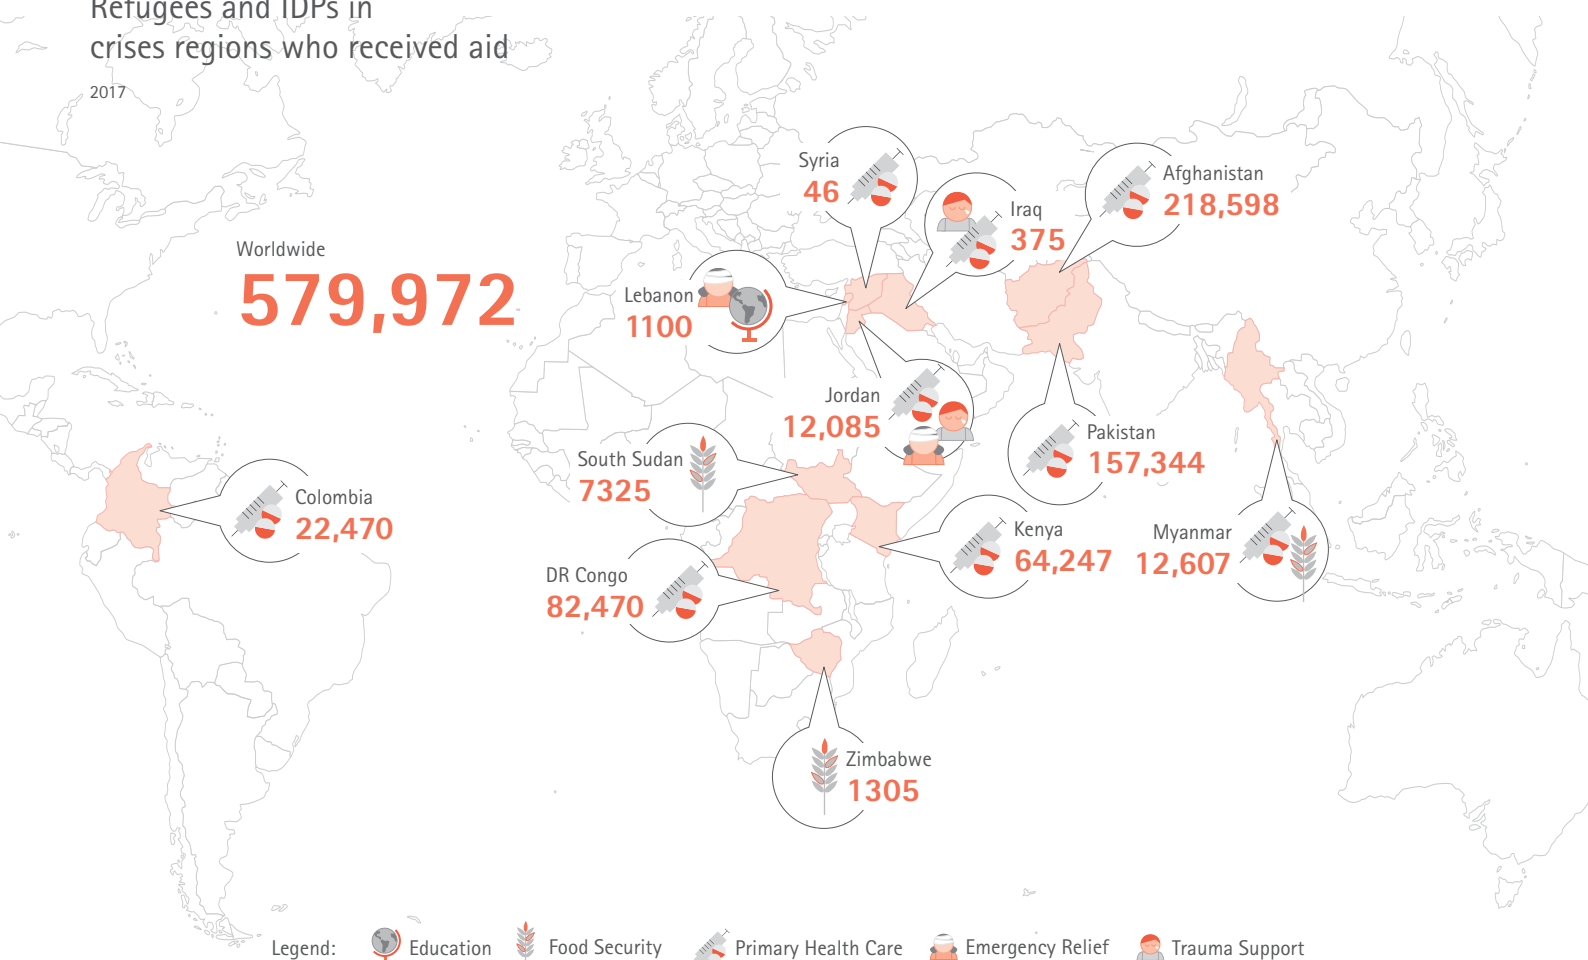 Refugees and IDPs in
crises regions who received aid
2017
Worldwide
579,972
Syria
46
Iraq
375
Afghanistan
218,598
Lebanon
1100
Jordan
12,085
Pakistan
157,344
South Sudan
7325
Colombia
22,470
Kenya
64,247
Myanmar
12,607
DR Congo
82,470
Zimbabwe
1305
Legend: Education Food Security Primary Health Care Emergency Relief Trauma Support